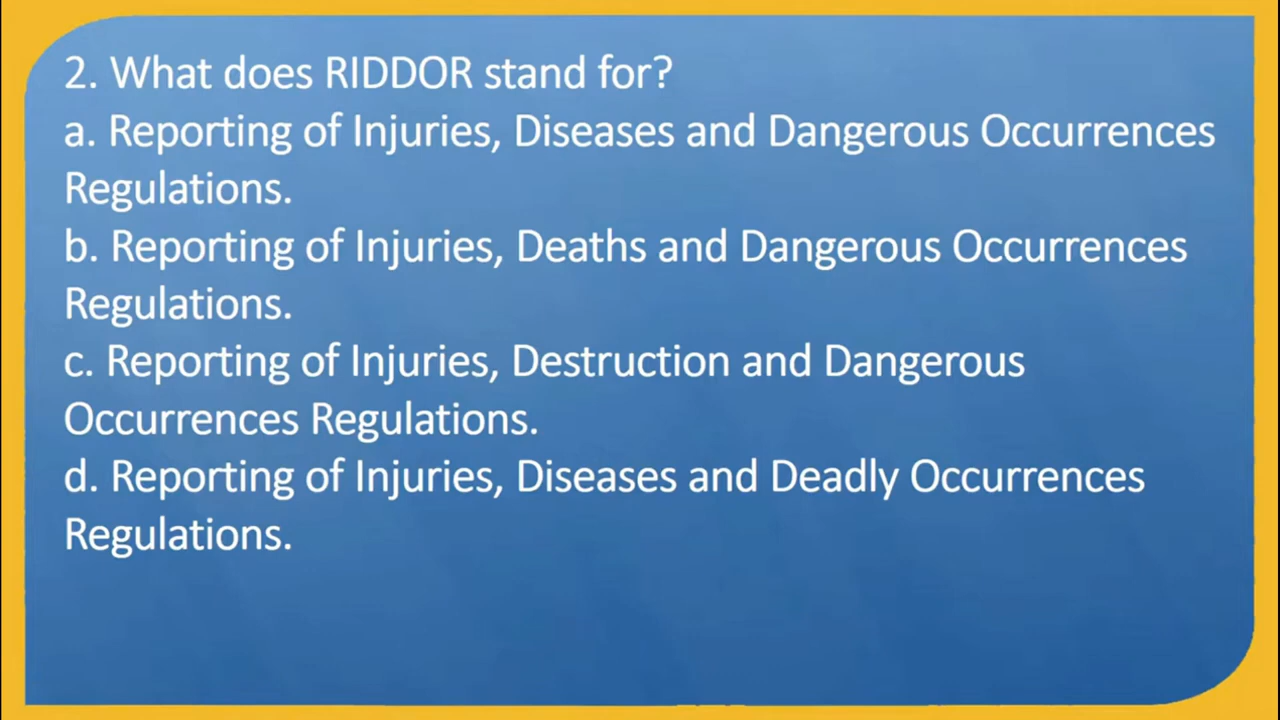 2. What does RIDDOR stand for?
a. Reporting of Injuries, Diseases and Dangerous Occurrences
Regulations.
b. Reporting of Injuries, Deaths and Dangerous Occurrences
Regulations.
c. Reporting of Injuries, Destruction and Dangerous
Occurrences Regulations.
d. Reporting of Injuries, Diseases and Deadly Occurrences
Regulations.